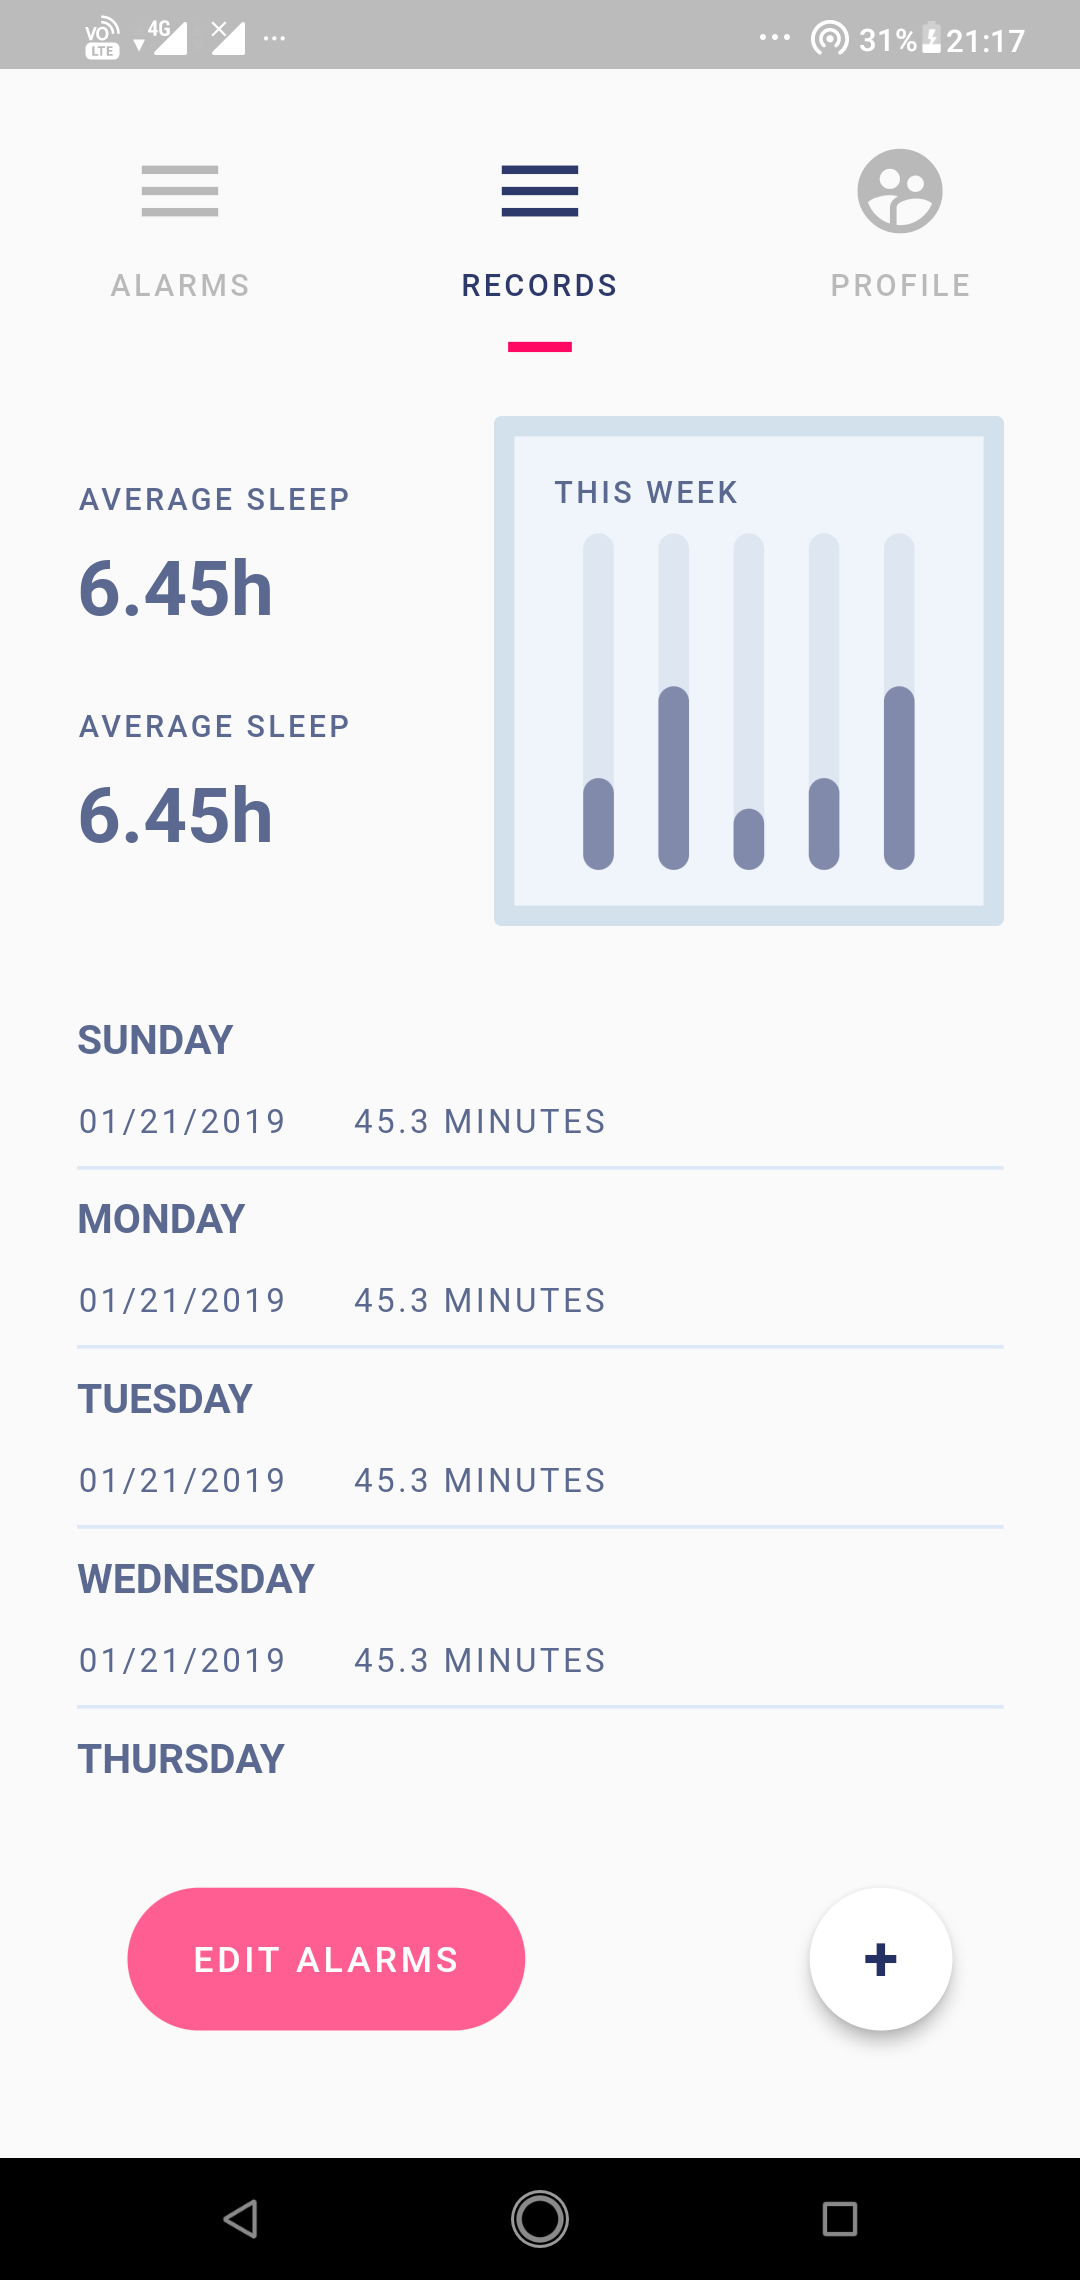 VO LTE 4G 31% 21:17
ALARMS RECORDS PROFILE
AVERAGE SLEEP
6.45h
AVERAGE SLEEP
6.45h
THIS WEEK
SUNDAY
01/21/2019 45.3 MINUTES
MONDAY
01/21/2019 45.3 MINUTES
TUESDAY
01/21/2019 45.3 MINUTES
WEDNESDAY
01/21/2019 45.3 MINUTES
THURSDAY
EDIT ALARMS +